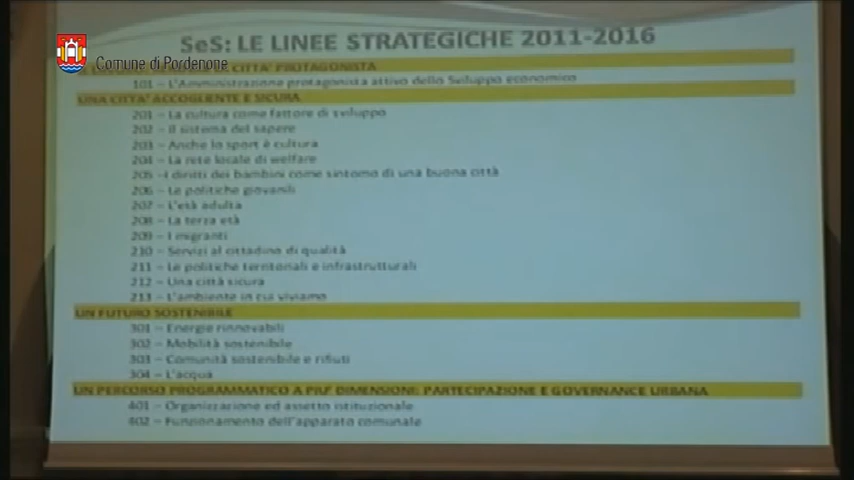 SeS: LE LINEE STRATEGICHE 2011-2016
Comune di Pordenone
CITTA' PROTAGONISTA
101 - L'Amministrazione protagonista attivo dello Sviluppo economico
UNA CITTA' ACCOGLIENTE E SICURA
201 - La cultura come fattore di sviluppo
202 - Il sistema del sapere
203 - Anche lo sport è cultura
204 - La rete locale di welfare
205 -I diritti dei bambini come sintomo di una buona città
206 - Le politiche giovanili
207 - L'età adulta
208 - La terza età
209 - I migranti
210 - Servizi al cittadino di qualità
211 - Le politiche territoriali e infrastrutturali
212 - Una città sicura
213 - L'ambiente in cui viviamo
UN FUTURO SOSTENIBILE
301 - Energie rinnovabili
302 - Mobilità sostenibile
303 - Comunità sostenibile e rifiuti
304 - L'acqua
UN PERCORSO PROGRAMMATICO A PIU' DIMENSIONI: PARTECIPAZIONE E GOVERNANCE URBANA
401 - Organizzazione ed assetto istituzionale
402 - Funzionamento dell'apparato comunale